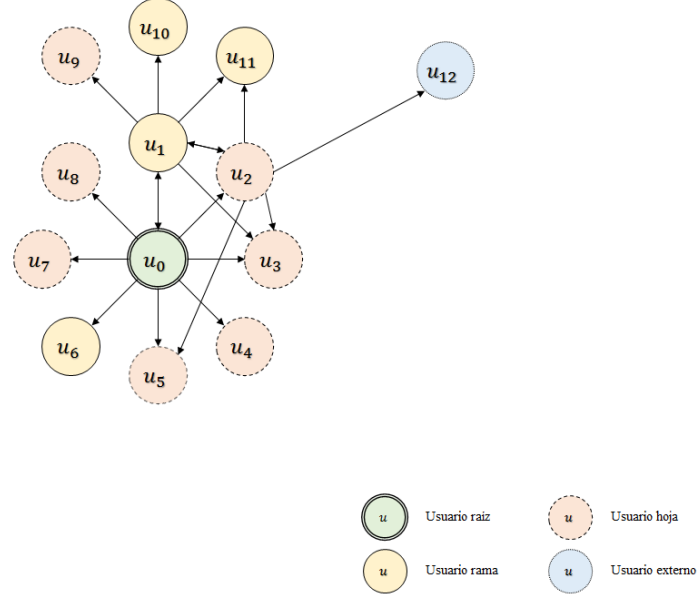 u10
u9
u11
u12
u1
u8
u2
u7
u0
u3
u6
u5
u4
u Usuario raiz
u Usuario hoja
u Usuario rama
u Usuario externo